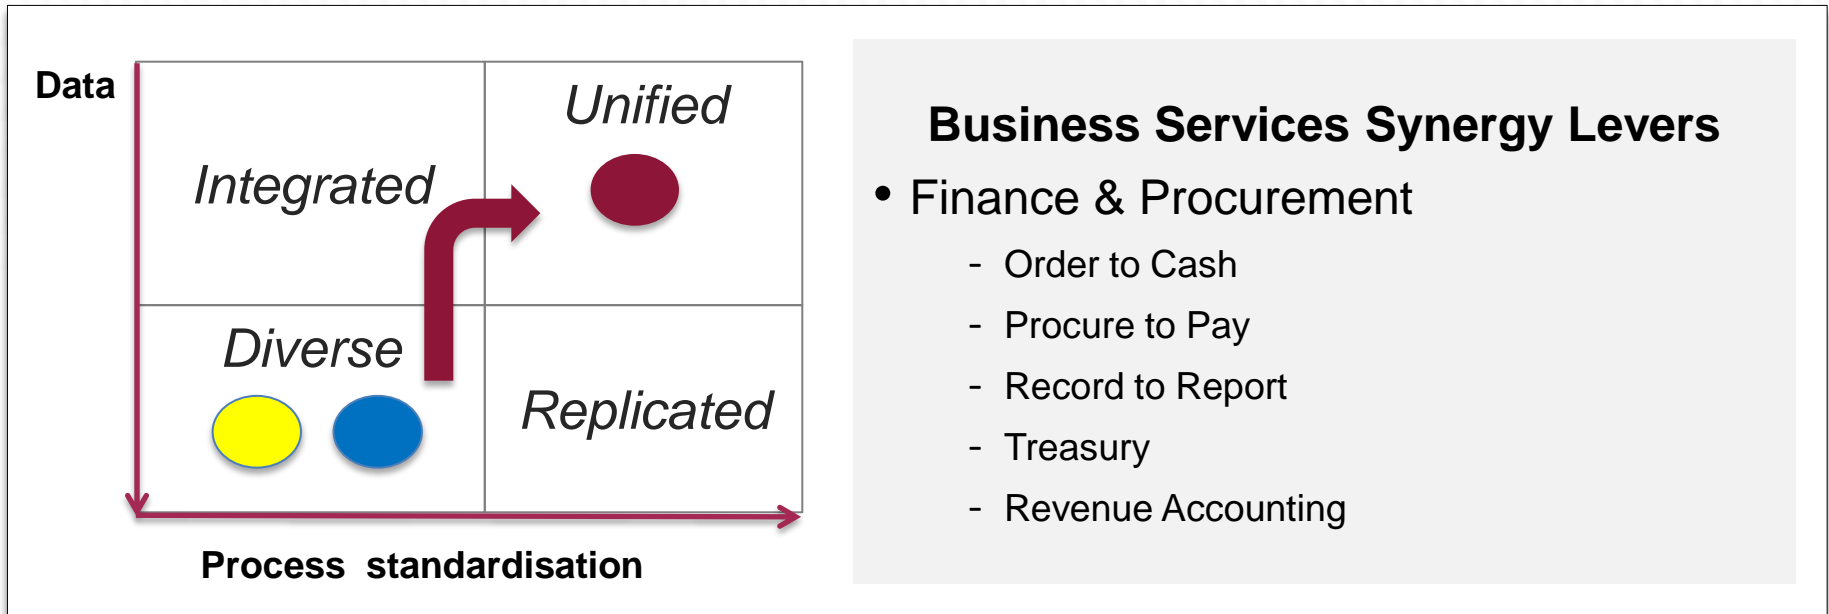 Data
Unified
Integrated
Diverse
Replicated
Process standardisation
Business Services Synergy Levers
• Finance & Procurement
- Order to Cash
- Procure to Pay
- Record to Report
- Treasury
- Revenue Accounting